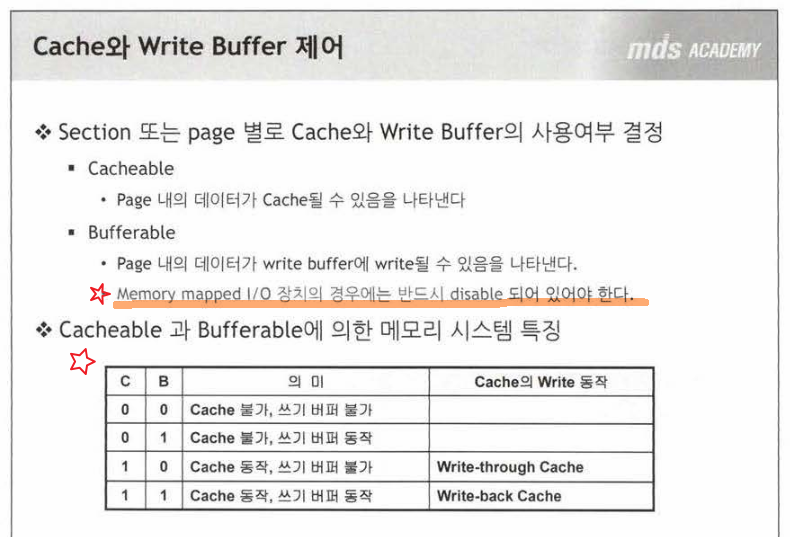 Cache와 Write Buffer 제어
mds ACADEMY
❖ Section 또는 page 별로 Cache와 Write Buffer의 사용여부 결정
▪ Cacheable
• Page 내의 데이터가 Cache될 수 있음을 나타낸다
▪ Bufferable
• Page 내의 데이터가 write buffer에 write될 수 있음을 나타낸다.
Memory mapped I/O 장치의 경우에는 반드시 disable 되어 있어야 한다.
❖ Cacheable 과 Bufferable에 의한 메모리 시스템 특징
C B 의 미 Cache의 Write 동작
0 0 Cache 불가, 쓰기 버퍼 불가
0 1 Cache 불가, 쓰기 버퍼 동작
1 0 Cache 동작, 쓰기 버퍼 불가 Write-through Cache
1 1 Cache 동작, 쓰기 버퍼 동작 Write-back Cache